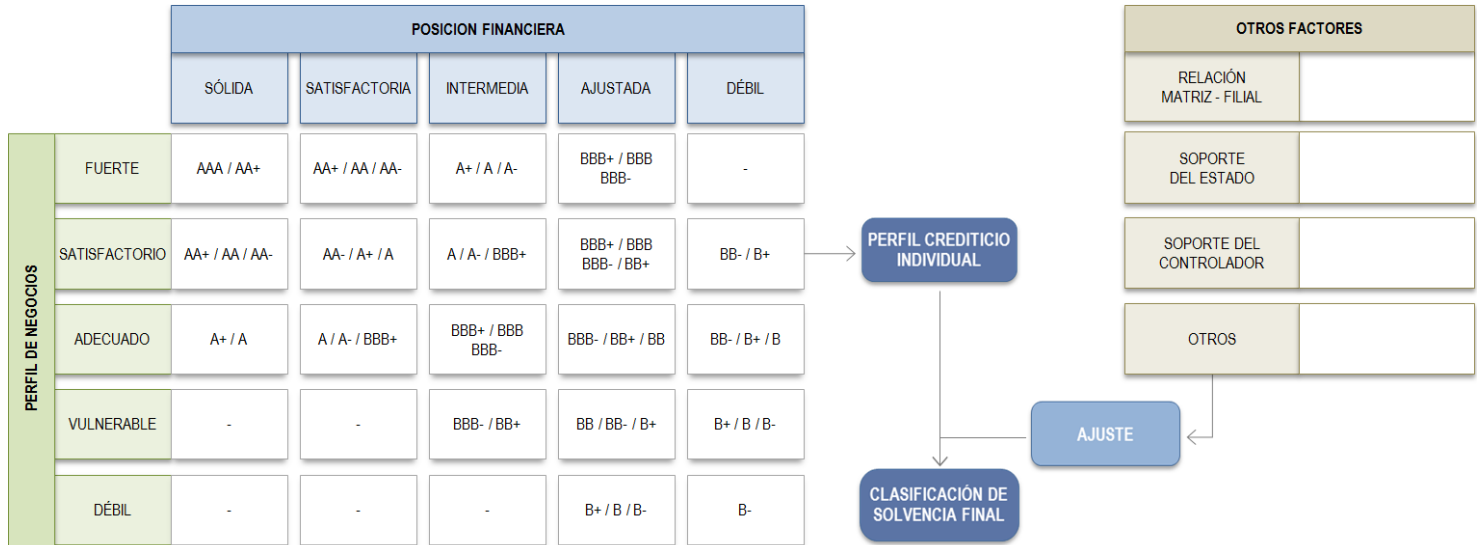 POSICION FINANCIERA
SÓLIDA
SATISFACTORIA
INTERMEDIA
AJUSTADA
DÉBIL
PERFIL DE NEGOCIOS
FUERTE
AAA / AA+
AA+ / AA / AA-
A+ / A / A-
BBB+ / BBB
BBB-
-
SATISFACTORIO
AA+ / AA / AA-
AA- / A+ / A
A / A- / BBB+
BBB+ / BBB
BBB- / BB+
BB- / B+
ADECUADO
A+ / A
A / A- / BBB+
BBB+ / BBB
BBB-
BBB- / BB+ / BB
BB- / B+ / B
VULNERABLE
-
-
BBB- / BB+
BB / BB- / B+
B+ / B / B-
DÉBIL
-
-
-
B+ / B / B-
B-
PERFIL CREDITICIO
INDIVIDUAL
OTROS FACTORES
RELACIÓN
MATRIZ - FILIAL
SOPORTE
DEL ESTADO
SOPORTE DEL
CONTROLADOR
OTROS
AJUSTE
CLASIFICACIÓN DE
SOLVENCIA FINAL